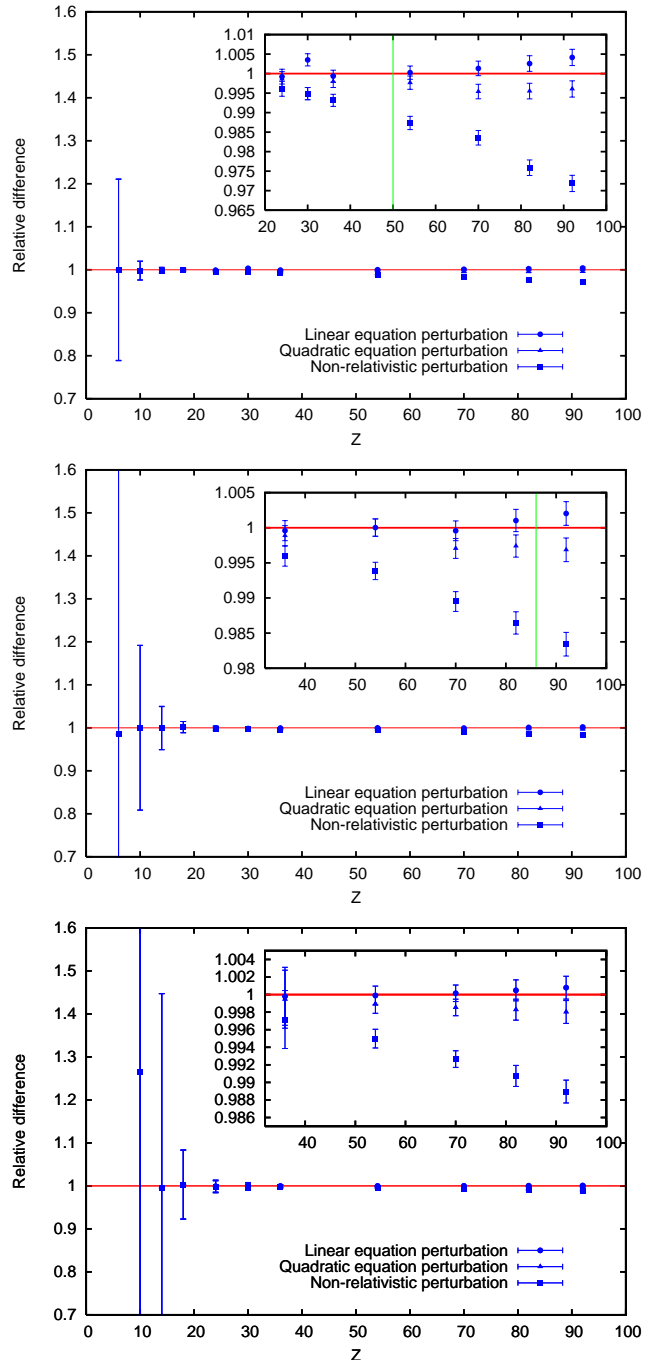 1.6
1.5
1.4
1.3
1.2
1.1
1
0.9
0.8
0.7
Relative difference
1.01
1.005
1
0.995
0.99
0.985
0.98
0.975
0.97
0.965
20 30 40 50 60 70 80 90 100
Linear equation perturbation
Quadratic equation perturbation
Non-relativistic perturbation
0 10 20 30 40 50 60 70 80 90 100
Z
1.6
1.5
1.4
1.3
1.2
1.1
1
0.9
0.8
0.7
Relative difference
1.005
1
0.995
0.99
0.985
0.98
40 50 60 70 80 90 100
Linear equation perturbation
Quadratic equation perturbation
Non-relativistic perturbation
0 10 20 30 40 50 60 70 80 90 100
Z
1.6
1.5
1.4
1.3
1.2
1.1
1
0.9
0.8
0.7
Relative difference
1.004
1.002
1
0.998
0.996
0.994
0.992
0.99
0.988
0.986
40 50 60 70 80 90 100
Linear equation perturbation
Quadratic equation perturbation
Non-relativistic perturbation
0 10 20 30 40 50 60 70 80 90 100
Z